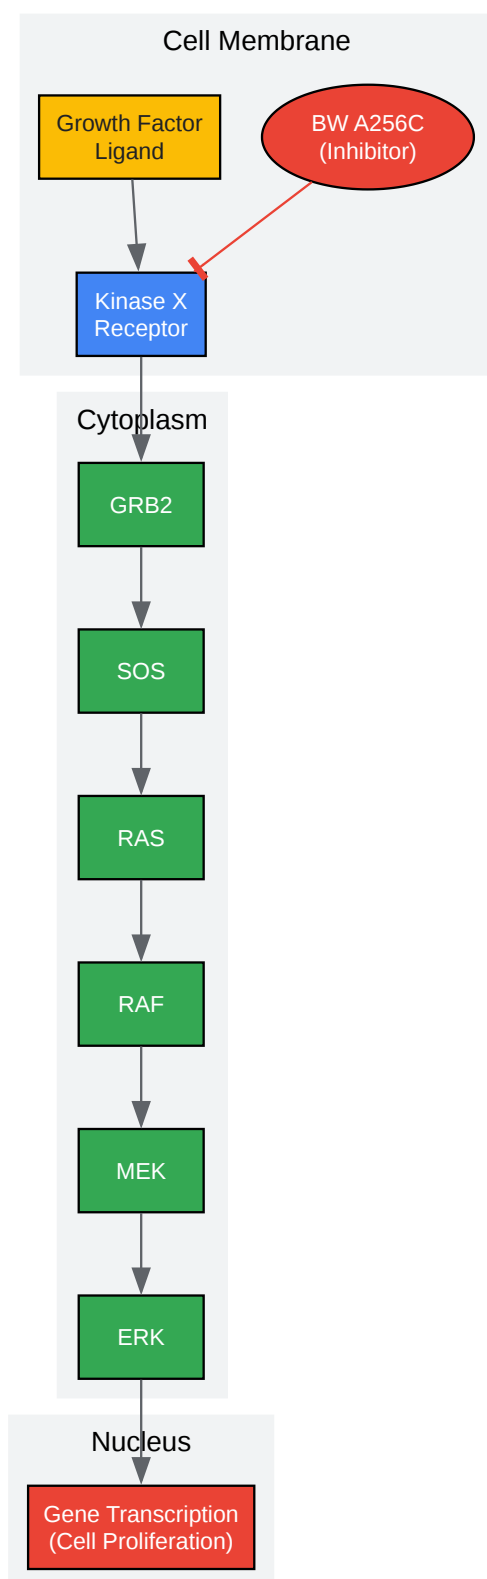 Cell Membrane
Growth Factor
Ligand
BW A256C
(Inhibitor)
Kinase X
Receptor
Cytoplasm
GRB2
SOS
RAS
RAF
MEK
ERK
Nucleus
Gene Transcription
(Cell Proliferation)